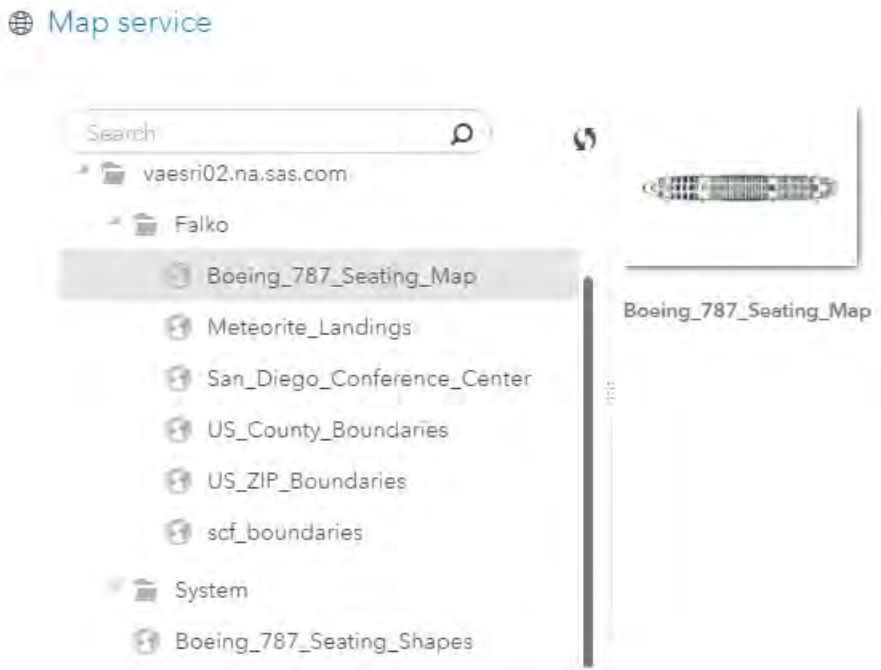 Map service
Search
vaesri02.na.sas.com
Falko
Boeing_787_Seating_Map
Meteorite_Landings
San_Diego_Conference_Center
US_County_Boundaries
US_ZIP_Boundaries
scf_boundaries
System
Boeing_787_Seating_Shapes
Boeing_787_Seating_Map